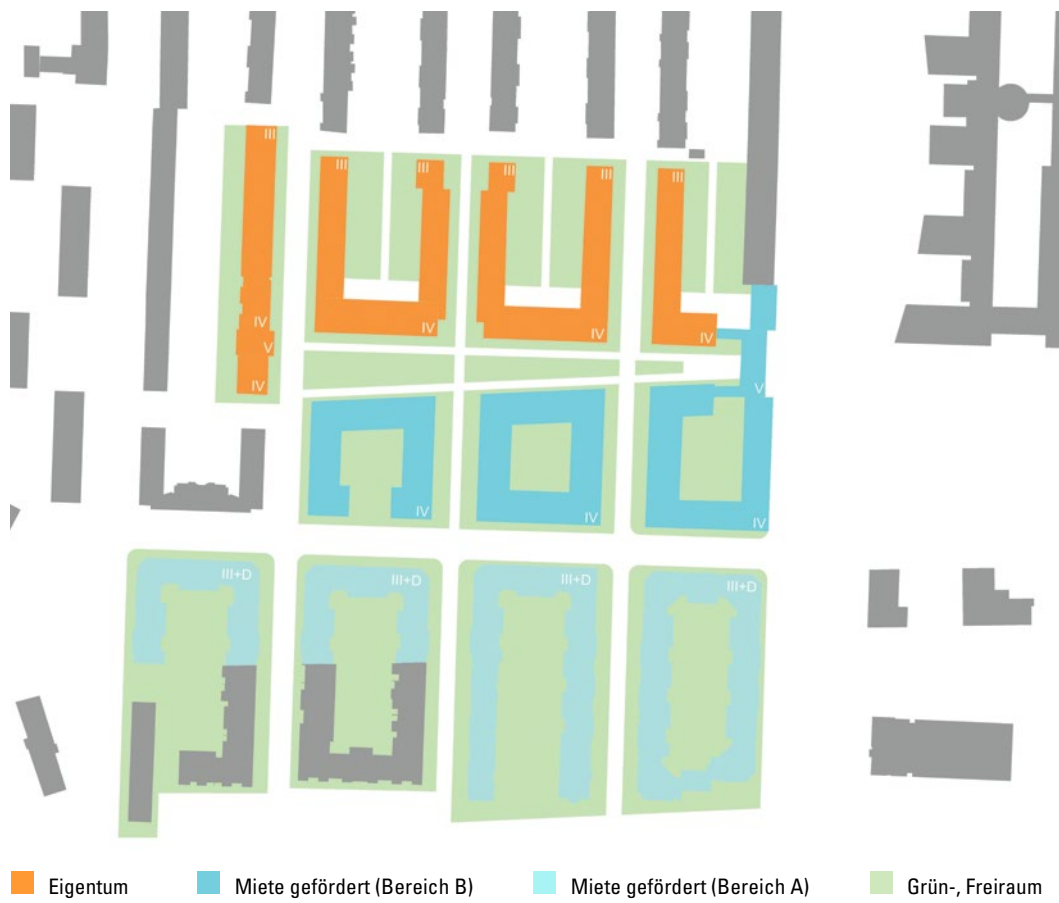 III
III
III
III
III
IV
V
IV
IV
IV
IV
V
IV
IV
IV
III+D
III+D
III+D
III+D
Eigentum
Miete gefördert (Bereich B)
Miete gefördert (Bereich A)
Grün-, Freiraum